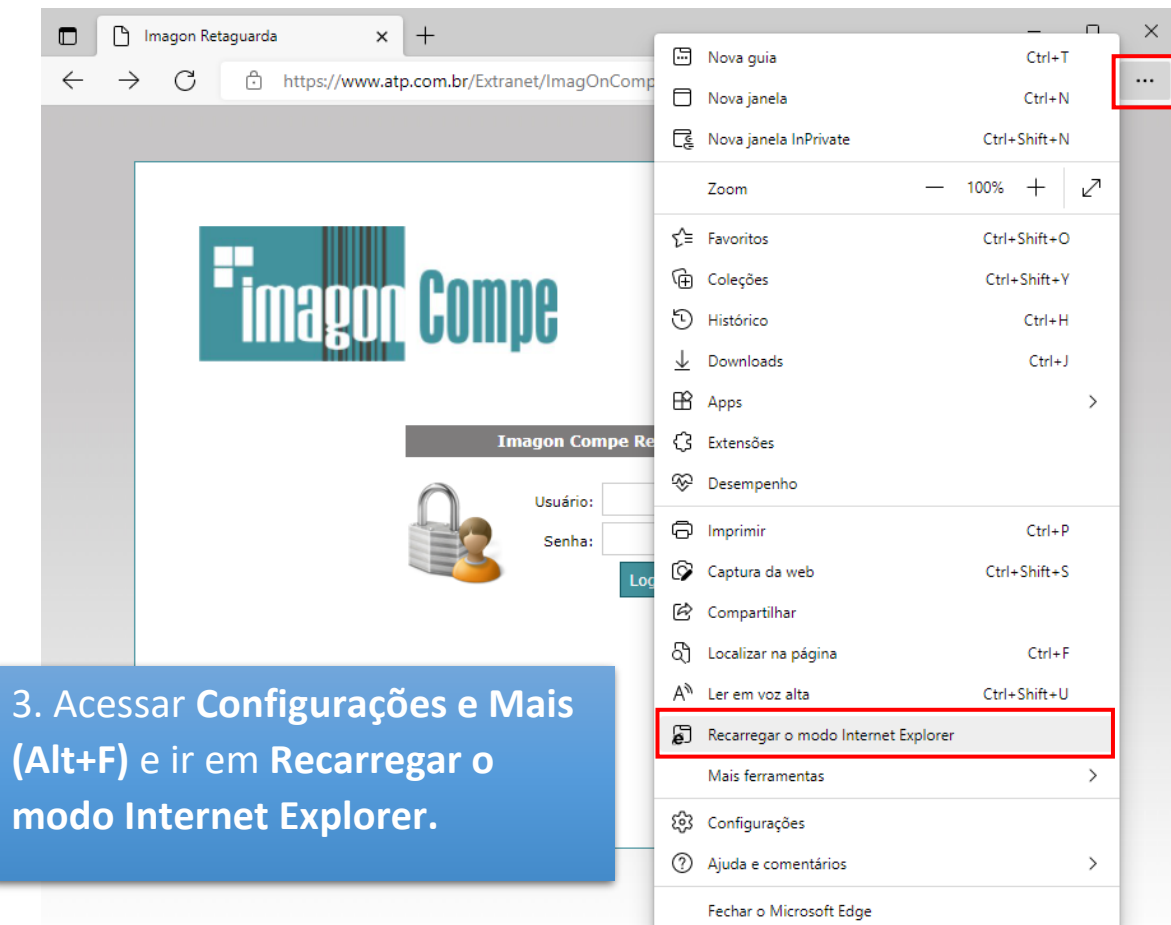 Imagon Retaguarda
https://www.atp.com.br/Extranet/ImagOnComp
imagon Compe
Imagon Compe Re
Usuário:
Senha:
Log
Nova guia Ctrl+T
Nova janela Ctrl+N
Nova janela InPrivate Ctrl+Shift+N
Zoom — 100% +
Favoritos Ctrl+Shift+O
Coleções Ctrl+Shift+Y
Histórico Ctrl+H
Downloads Ctrl+J
Apps
Extensões
Desempenho
Imprimir Ctrl+P
Captura da web Ctrl+Shift+S
Compartilhar
Localizar na página Ctrl+F
Ler em voz alta Ctrl+Shift+U
Recarregar o modo Internet Explorer
Mais ferramentas
Configurações
Ajuda e comentários
Fechar o Microsoft Edge
3. Acessar Configurações e Mais
(Alt+F) e ir em Recarregar o
modo Internet Explorer.